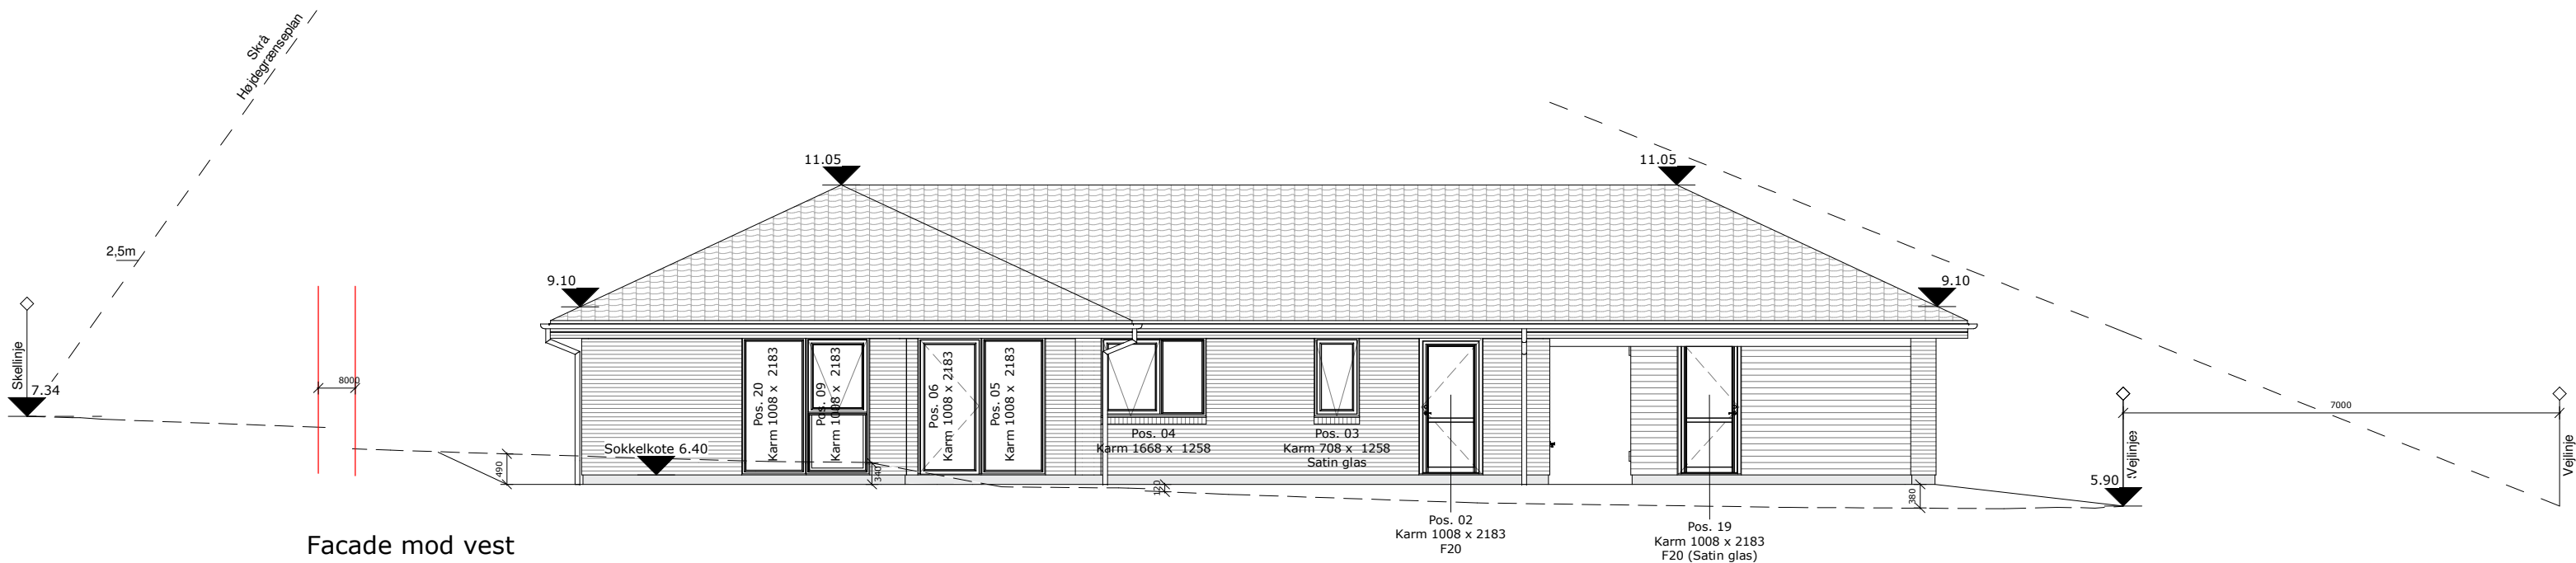 Skrå
Højdegrænseplan
11.05
11.05
2,5m
9.10
9.10
Skellinje
7.34
8000
Pos. 20
Karm 1008 x 2183
Pos. 09
Karm 1008 x 2183
Pos. 06
Karm 1008 x 2183
Pos. 05
Karm 1008 x 2183
7000
Pos. 04
Karm 1668 x 1258
Pos. 03
Karm 708 x 1258
Satin glas
Sokkelkote 6.40
490
340
120
380
5.90
Vejlinje
Vejlinje
Pos. 02
Karm 1008 x 2183
F20
Pos. 19
Karm 1008 x 2183
F20 (Satin glas)
Facade mod vest